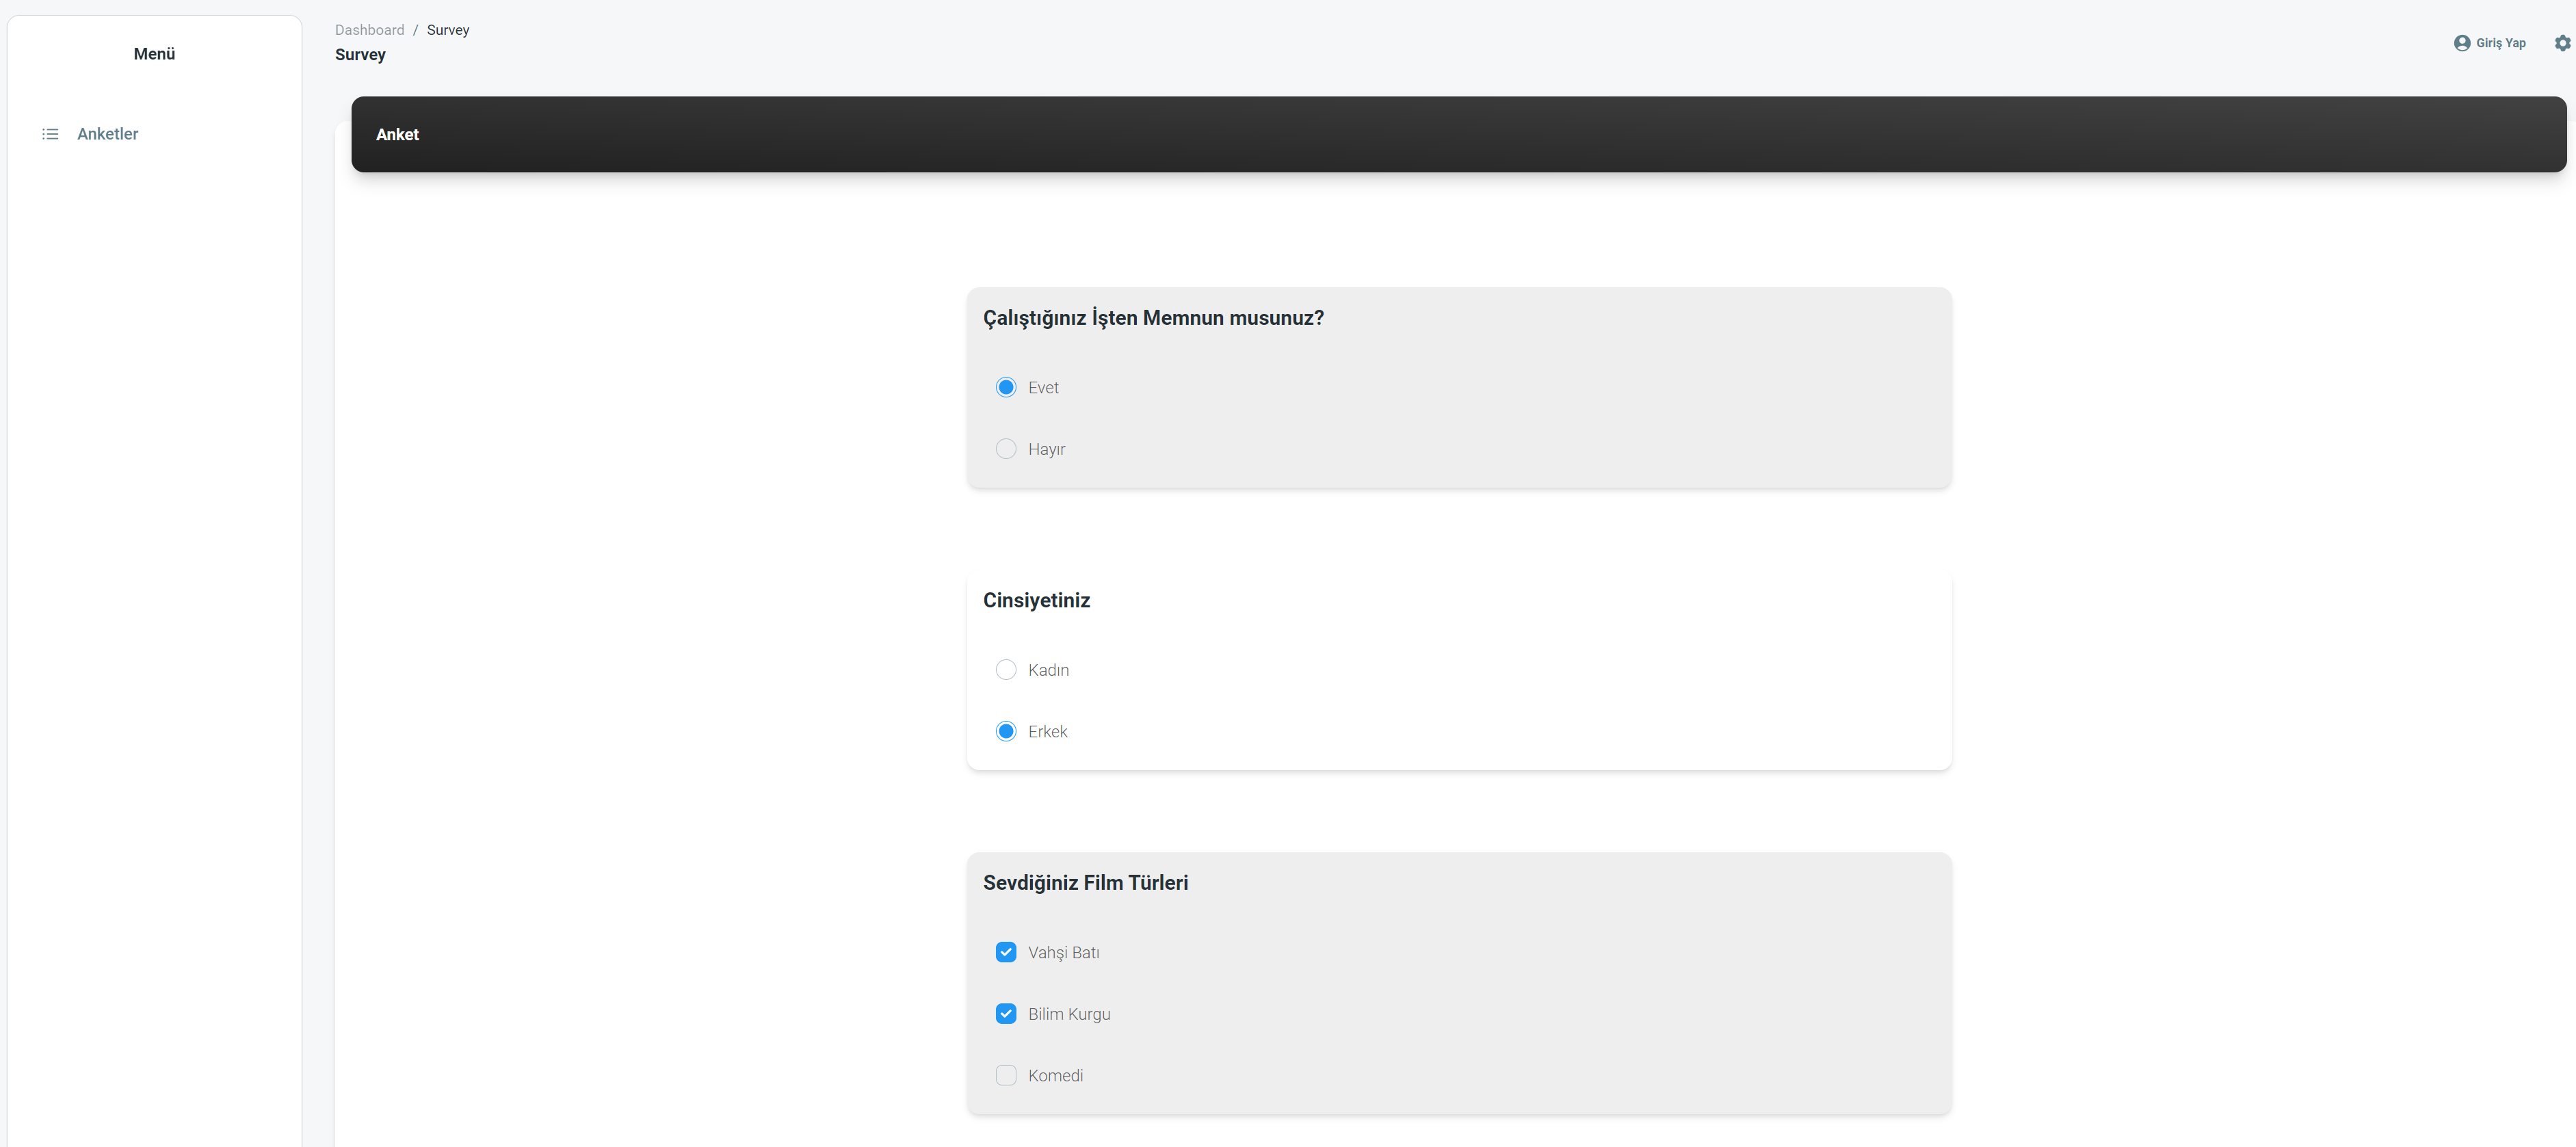 Menü
Anketler
Dashboard / Survey
Survey
Giriş Yap
Anket
Çalıştığınız İşten Memnun musunuz?
Evet
Hayır
Cinsiyetiniz
Kadın
Erkek
Sevdiğiniz Film Türleri
Vahşi Batı
Bilim Kurgu
Komedi